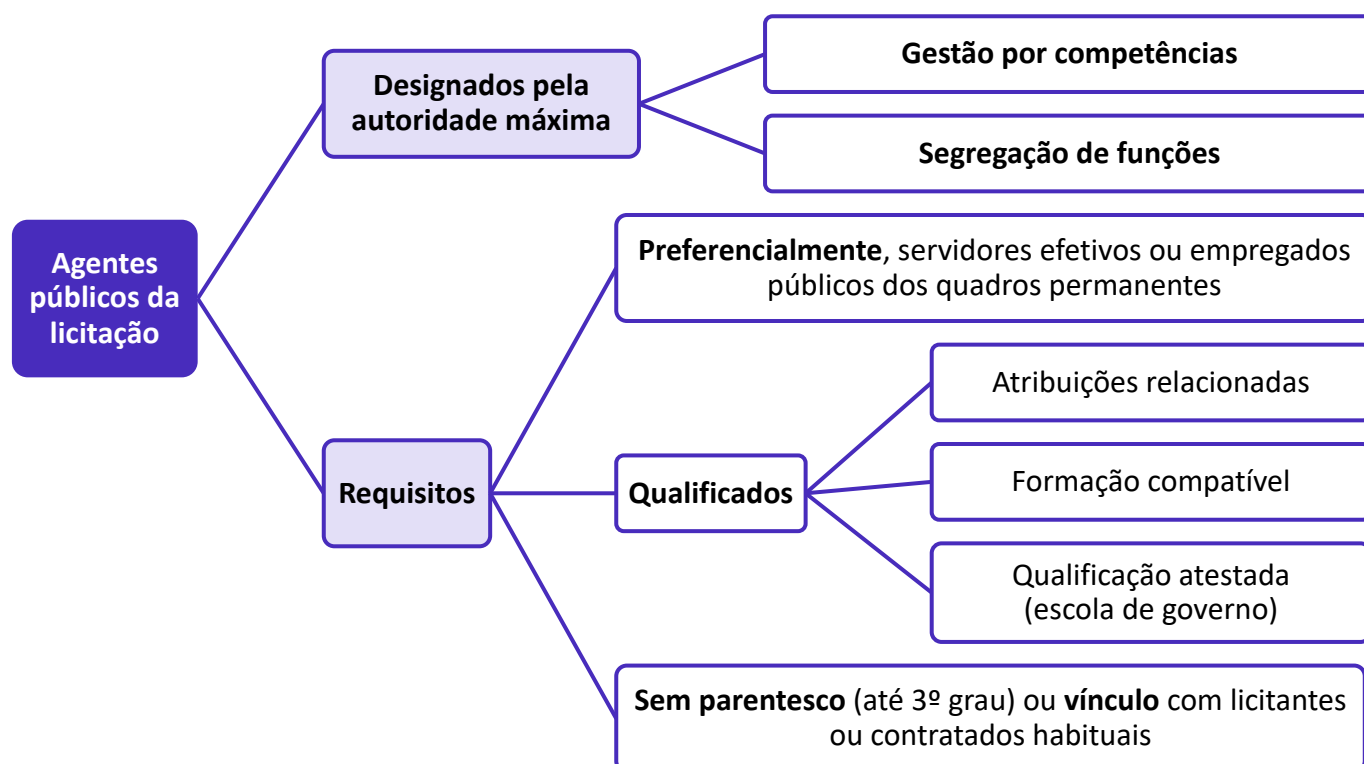 Agentes
públicos da
licitação
Designados pela
autoridade máxima
Gestão por competências
Segregação de funções
Requisitos
Preferencialmente, servidores efetivos ou empregados
públicos dos quadros permanentes
Qualificados
Atribuições relacionadas
Formação compatível
Qualificação atestada
(escola de governo)
Sem parentesco (até 3º grau) ou vínculo com licitantes
ou contratados habituais